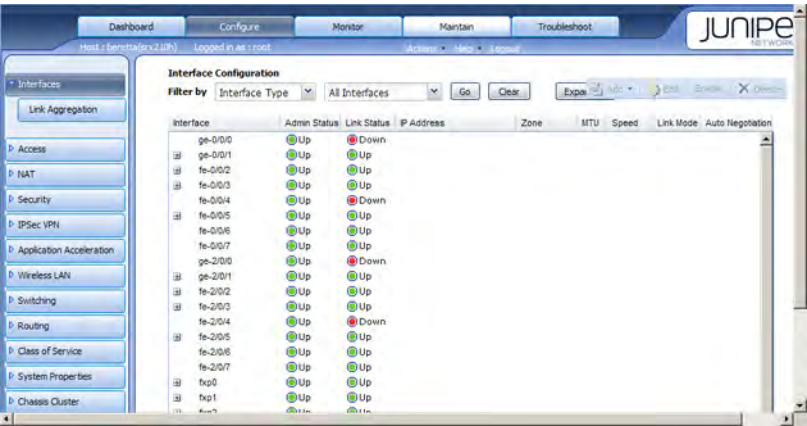 Dashboard Configure Monitor Maintain Troubleshoot
JUNIPE
NETWORK
Host : beretta(srx210h) Logged in as : root Actions Help Logout
Interfaces
Link Aggregation
Access
NAT
Security
IPSec VPN
Application Acceleration
Wireless LAN
Switching
Routing
Class of Service
System Properties
Chassis Cluster
Interface Configuration
Filter by Interface Type All Interfaces Go Clear Expa Add Edit Delete
Interface Admin Status Link Status IP Address Zone MTU Speed Link Mode Auto Negotiation
ge-0/0/0 Up Down
ge-0/0/1 Up Up
fe-0/0/2 Up Up
fe-0/0/3 Up Up
fe-0/0/4 Up Down
fe-0/0/5 Up Up
fe-0/0/6 Up Up
fe-0/0/7 Up Up
ge-2/0/0 Up Down
ge-2/0/1 Up Up
fe-2/0/2 Up Up
fe-2/0/3 Up Up
fe-2/0/4 Up Down
fe-2/0/5 Up Up
fe-2/0/6 Up Up
fe-2/0/7 Up Up
fxp0 Up Up
fxp1 Up Up
fxp2 Up Up